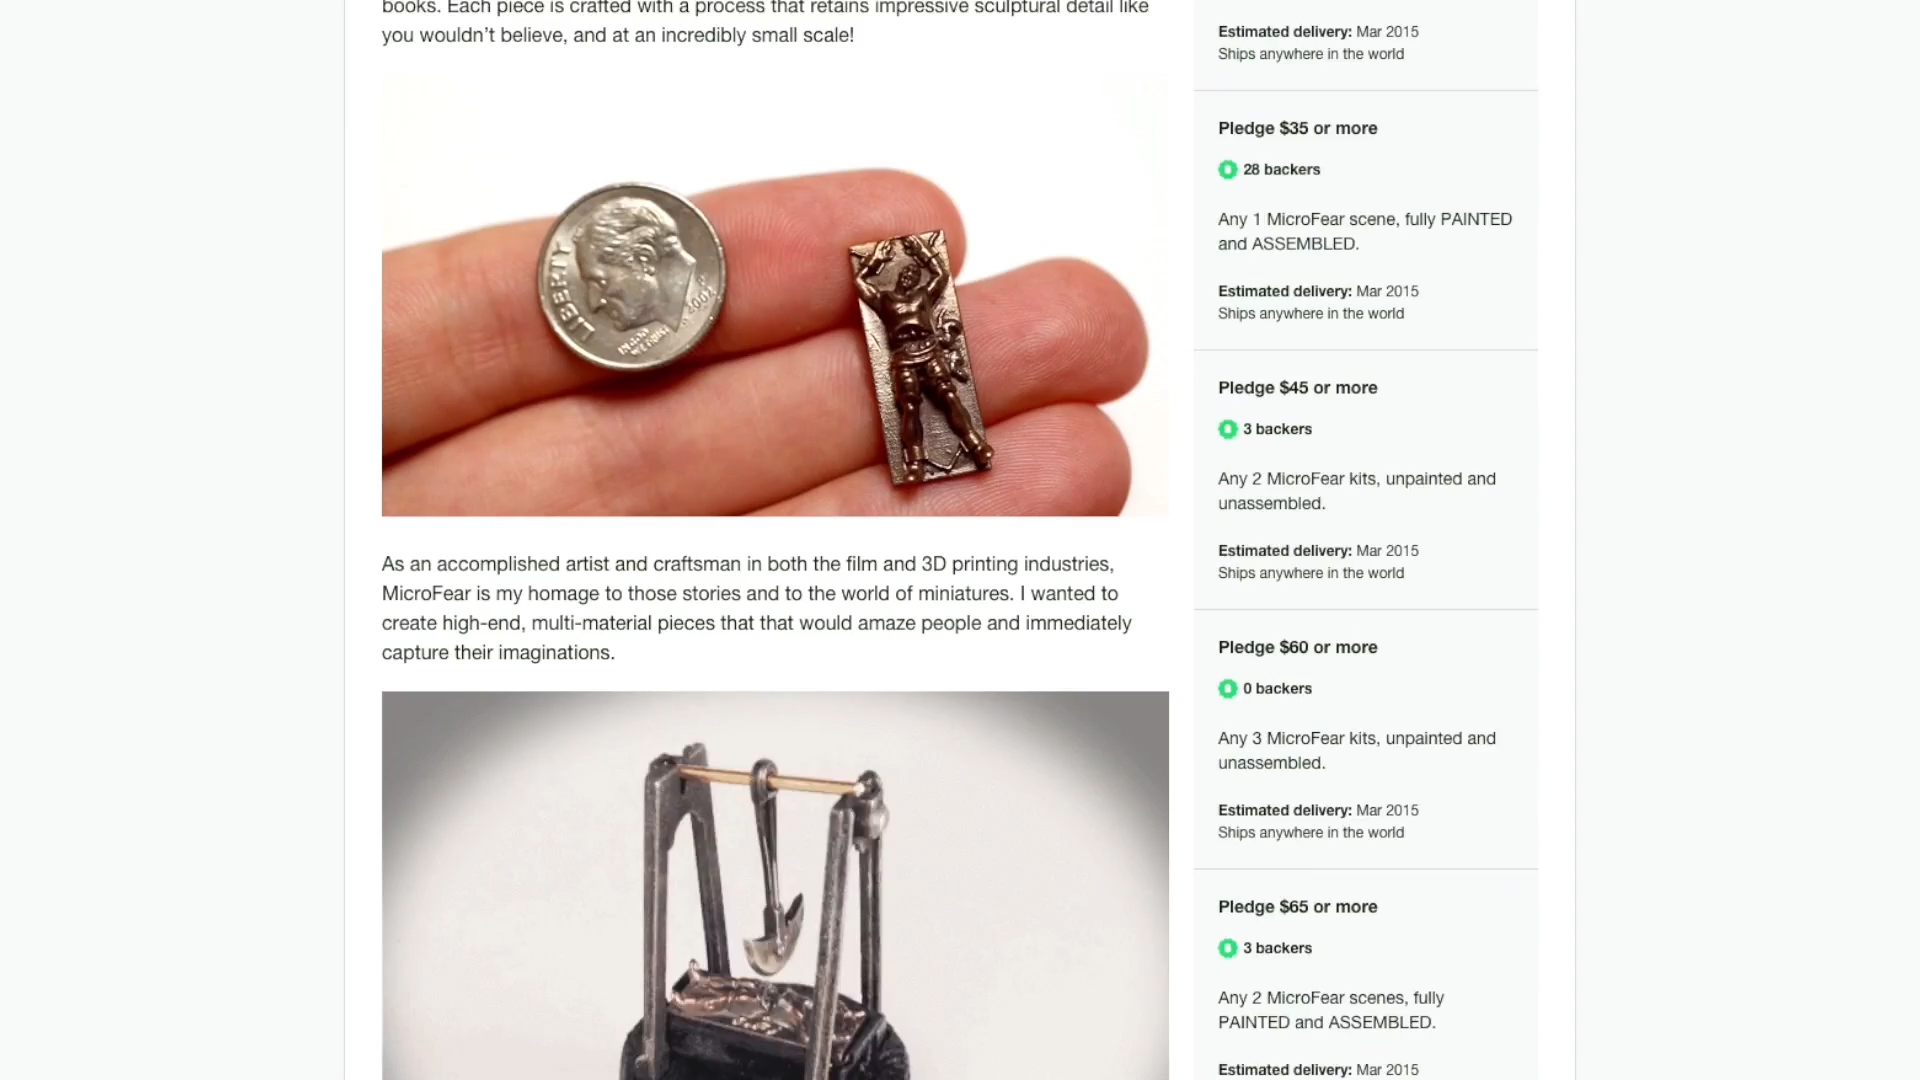 books. Each piece is crafted with a process that retains impressive sculptural detail like
you wouldn't believe, and at an incredibly small scale!
LIBERTY
IN GOD
WE TRUST
P
2002
As an accomplished artist and craftsman in both the film and 3D printing industries,
MicroFear is my homage to those stories and to the world of miniatures. I wanted to
create high-end, multi-material pieces that that would amaze people and immediately
capture their imaginations.
Estimated delivery: Mar 2015
Ships anywhere in the world
Pledge $35 or more
28 backers
Any 1 MicroFear scene, fully PAINTED
and ASSEMBLED.
Estimated delivery: Mar 2015
Ships anywhere in the world
Pledge $45 or more
3 backers
Any 2 MicroFear kits, unpainted and
unassembled.
Estimated delivery: Mar 2015
Ships anywhere in the world
Pledge $60 or more
0 backers
Any 3 MicroFear kits, unpainted and
unassembled.
Estimated delivery: Mar 2015
Ships anywhere in the world
Pledge $65 or more
3 backers
Any 2 MicroFear scenes, fully
PAINTED and ASSEMBLED.
Estimated delivery: Mar 2015